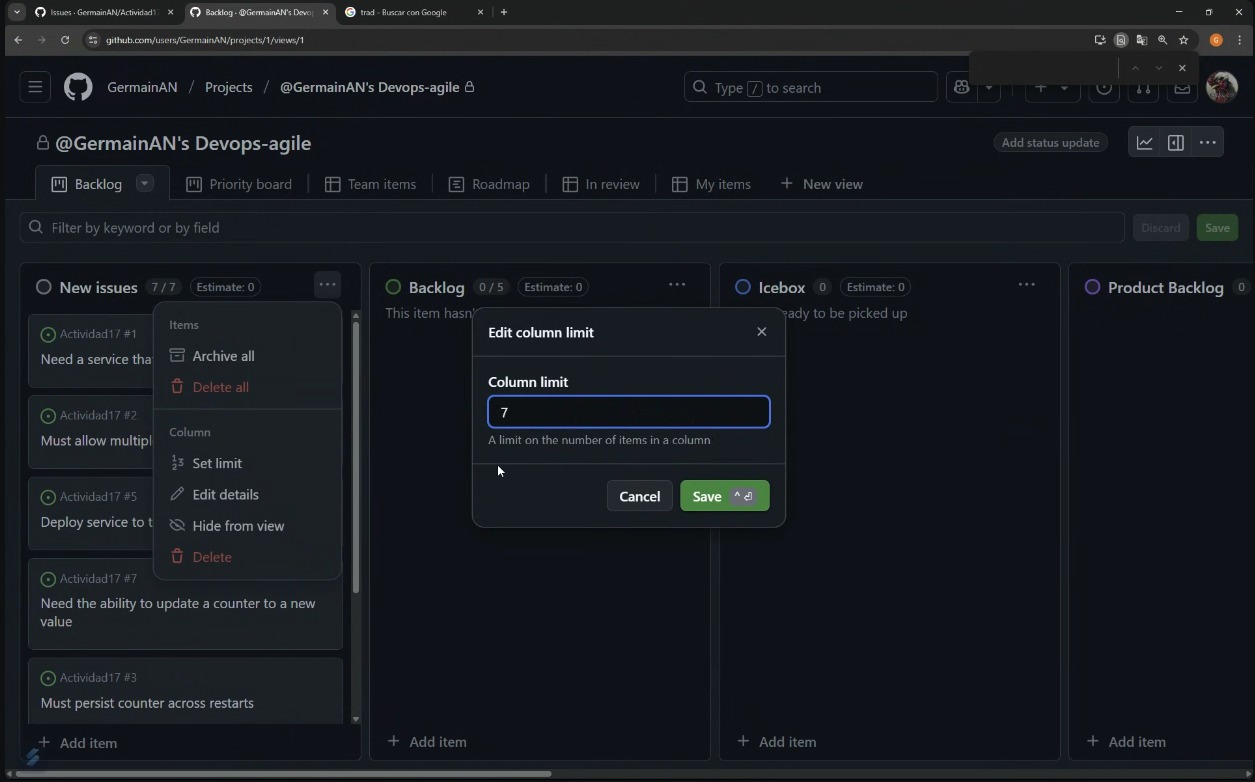 Issues · GermainAN/Actividad1
Backlog · @GermainAN's Devo
trad - Buscar con Google
github.com/users/GermainAN/projects/1/views/1
G
GermainAN / Projects / @GermainAN's Devops-agile
Type / to search
@GermainAN's Devops-agile
Add status update
Backlog
Priority board
Team items
Roadmap
In review
My items
New view
Filter by keyword or by field
Discard
Save
New issues 7 / 7 Estimate: 0
Actividad17 #1
Need a service tha
Actividad17 #2
Must allow multipl
Actividad17 #5
Deploy service to t
Actividad17 #7
Need the ability to update a counter to a new
value
Actividad17 #3
Must persist counter across restarts
Add item
Items
Archive all
Delete all
Column
Set limit
Edit details
Hide from view
Delete
Backlog 0 / 5 Estimate: 0
This item hasn'
Add item
Edit column limit
Column limit
7
A limit on the number of items in a column
Cancel
Save
Icebox 0 Estimate: 0
eady to be picked up
Add item
Product Backlog 0
Add item